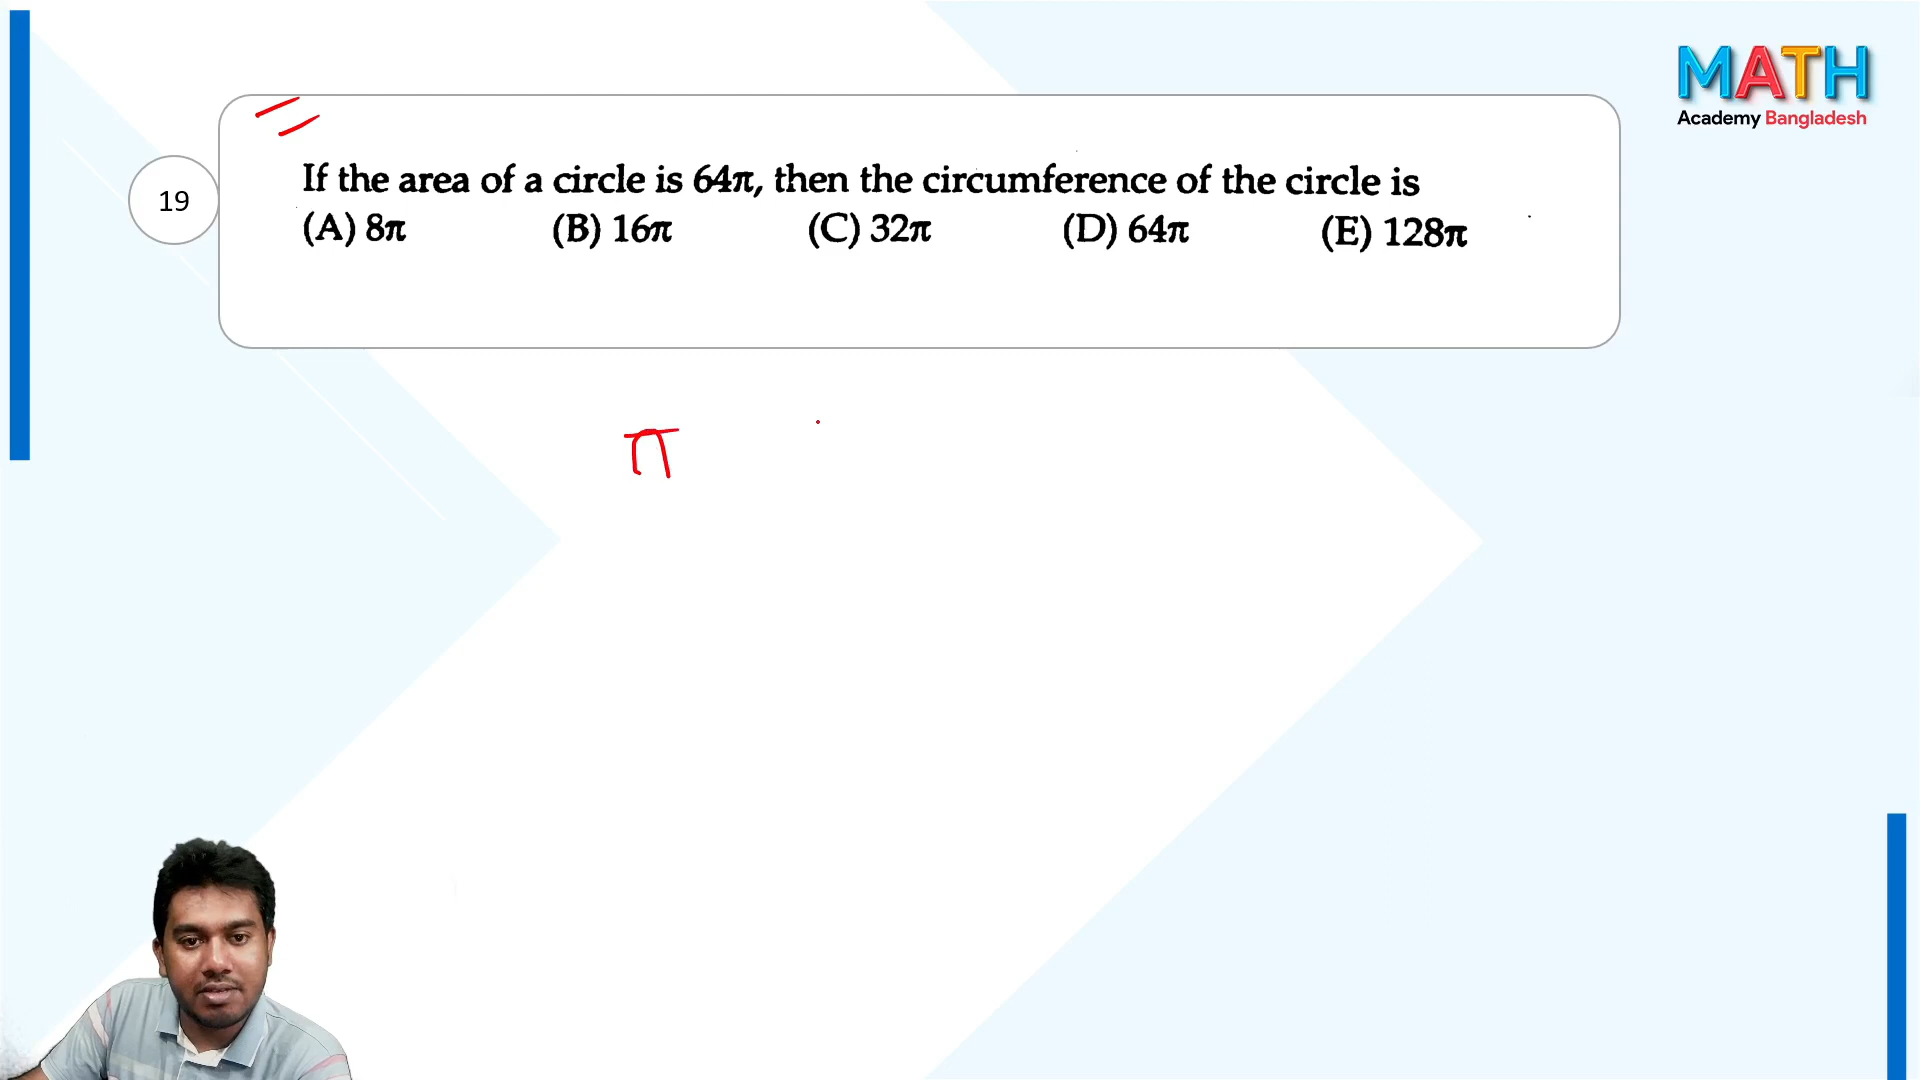 MATH
Academy Bangladesh
19
If the area of a circle is 64π, then the circumference of the circle is
(A) 8π (B) 16π (C) 32π (D) 64π (E) 128π
π